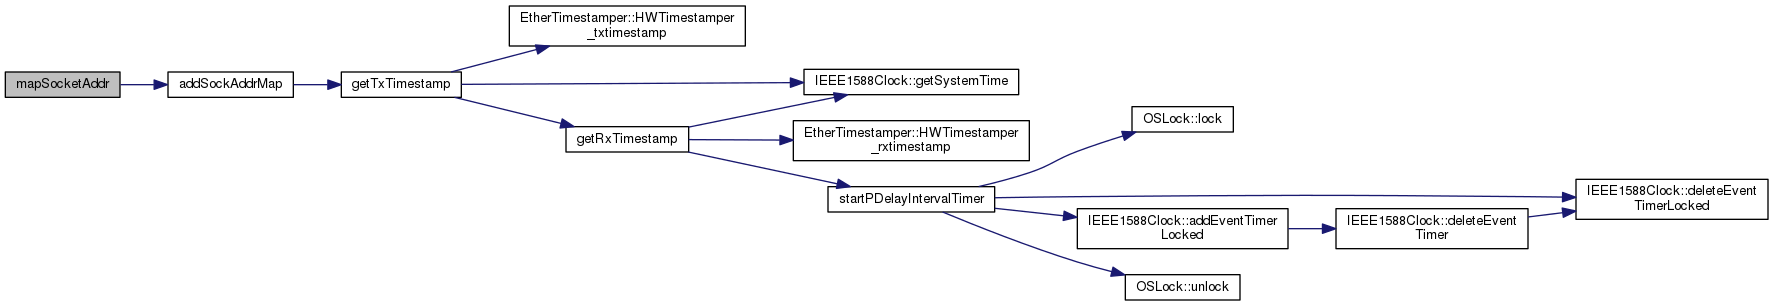 mapSocketAddr
addSockAddrMap
getTxTimestamp
EtherTimestamper::HWTimestamper
_txtimestamp
IEEE1588Clock::getSystemTime
getRxTimestamp
EtherTimestamper::HWTimestamper
_rxtimestamp
startPDelayIntervalTimer
OSLock::lock
IEEE1588Clock::deleteEvent
TimerLocked
IEEE1588Clock::addEventTimer
Locked
IEEE1588Clock::deleteEvent
Timer
OSLock::unlock